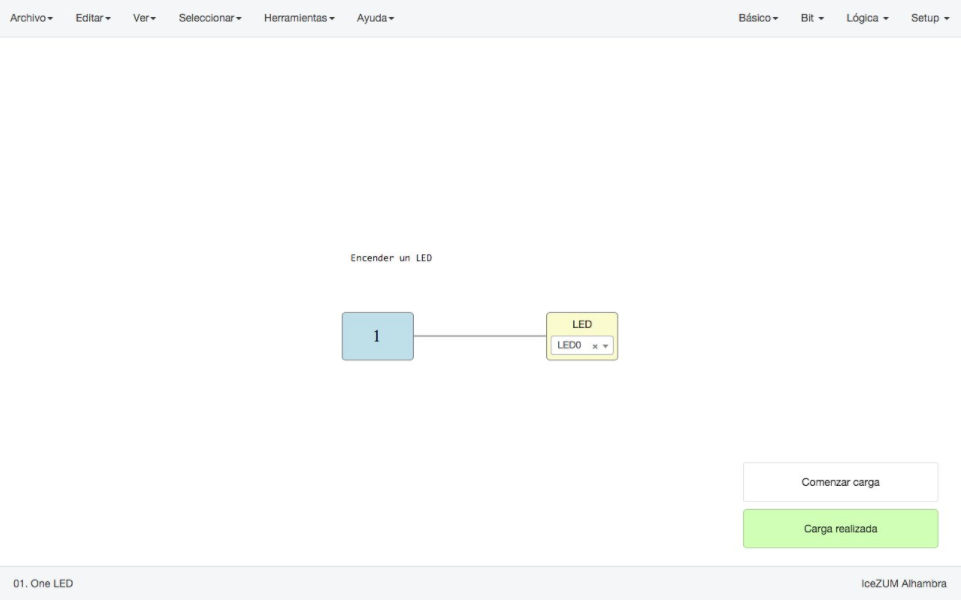 Archivo Editar Ver Seleccionar Herramientas Ayuda Básico Bit Lógica Setup
Encender un LED
1
LED
LED0 ×
Comenzar carga
Carga realizada
01. One LED IceZUM Alhambra